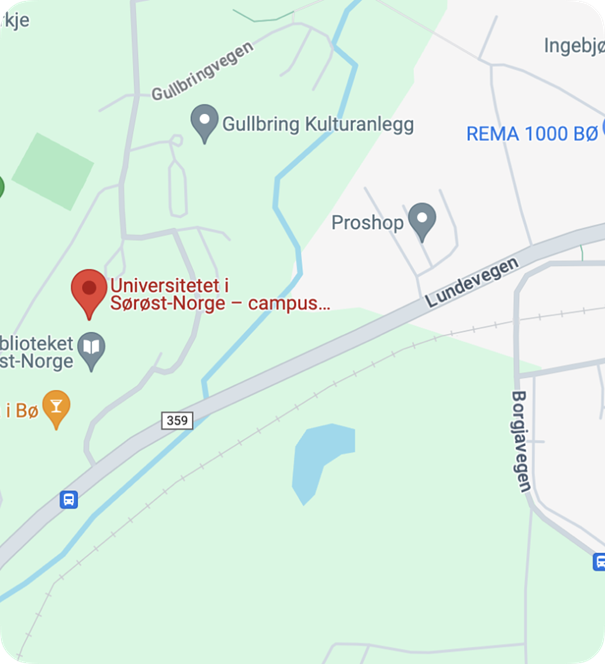 kje
Gullbringvegen
Ingebjø
Gullbring Kulturanlegg
REMA 1000 BØ
Proshop
Lundevegen
Universitetet i
Sørøst-Norge – campus...
blioteket
st-Norge
i Bø
359
Borgjavegen